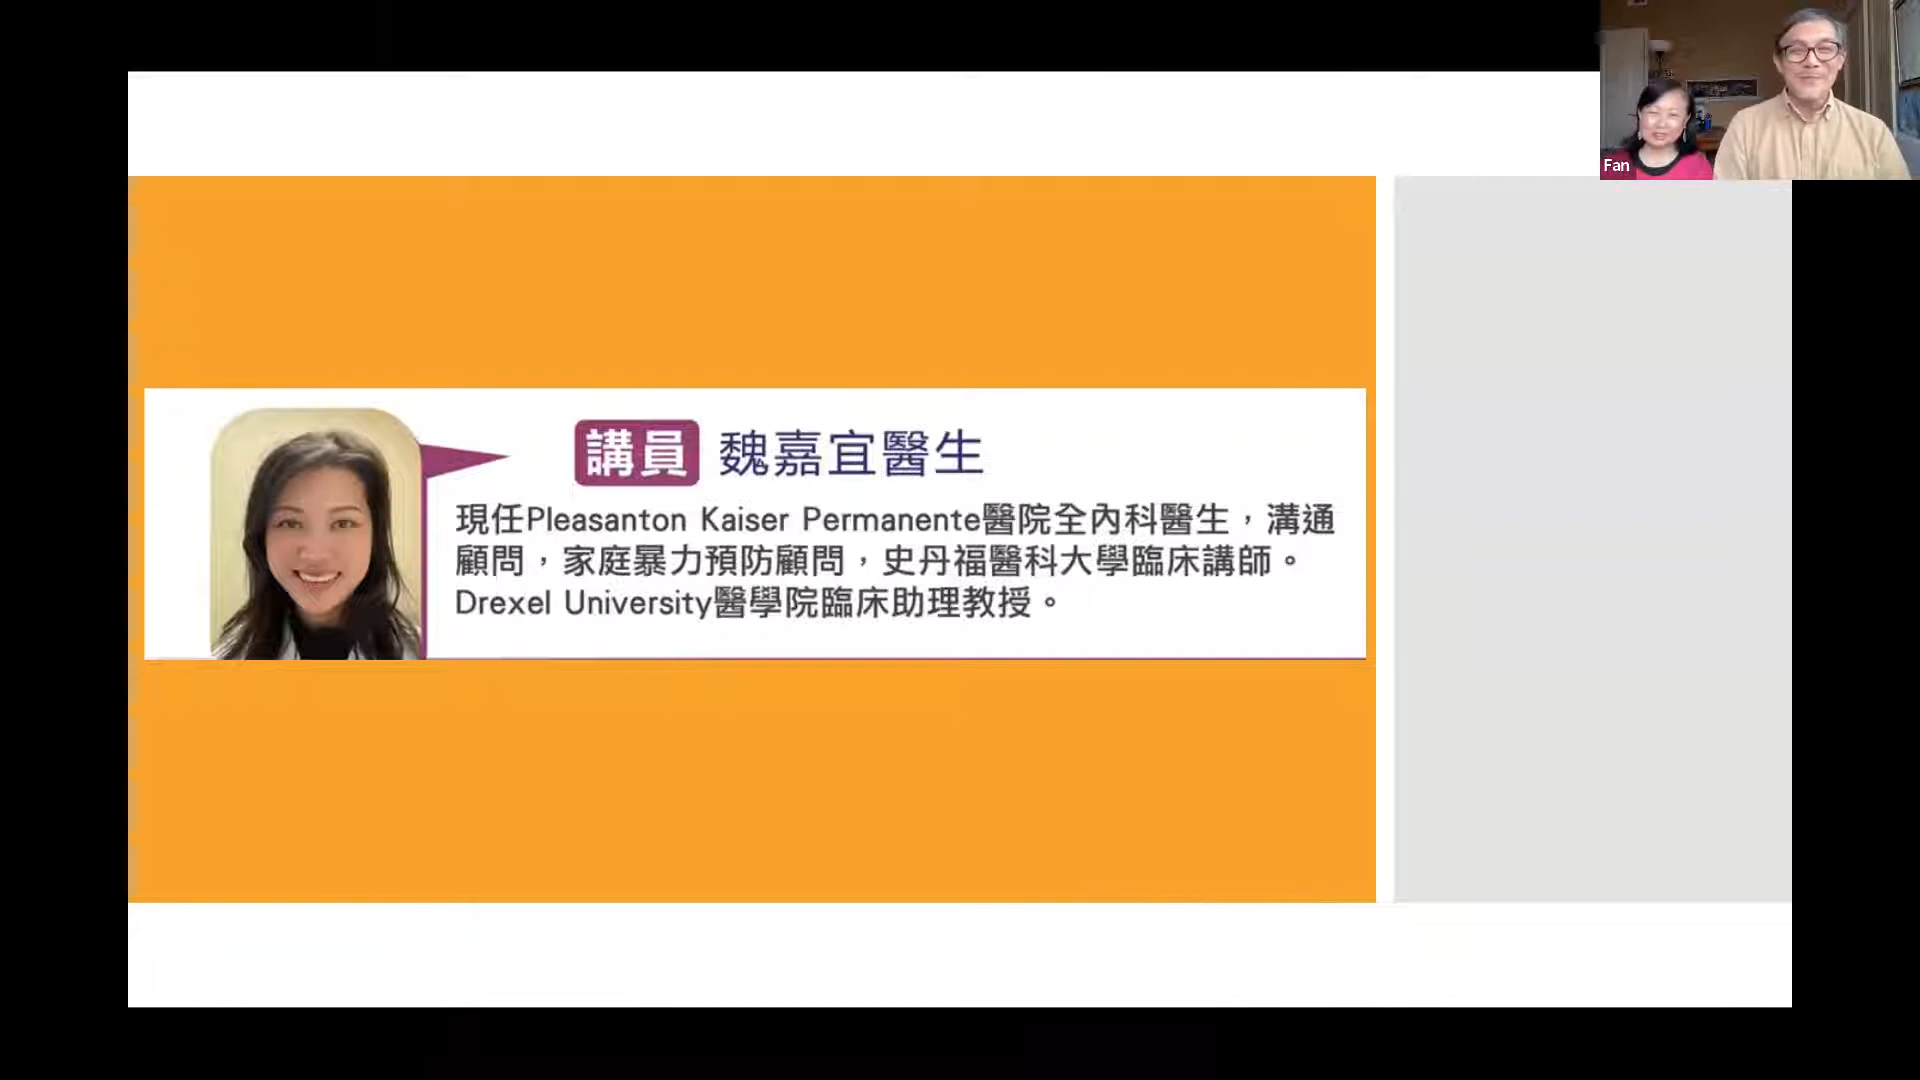 Fan
講員 魏嘉宜醫生
現任Pleasanton Kaiser Permanente醫院全內科醫生，溝通
顧問，家庭暴力預防顧問，史丹福醫科大學臨床講師。
Drexel University醫學院臨床助理教授。